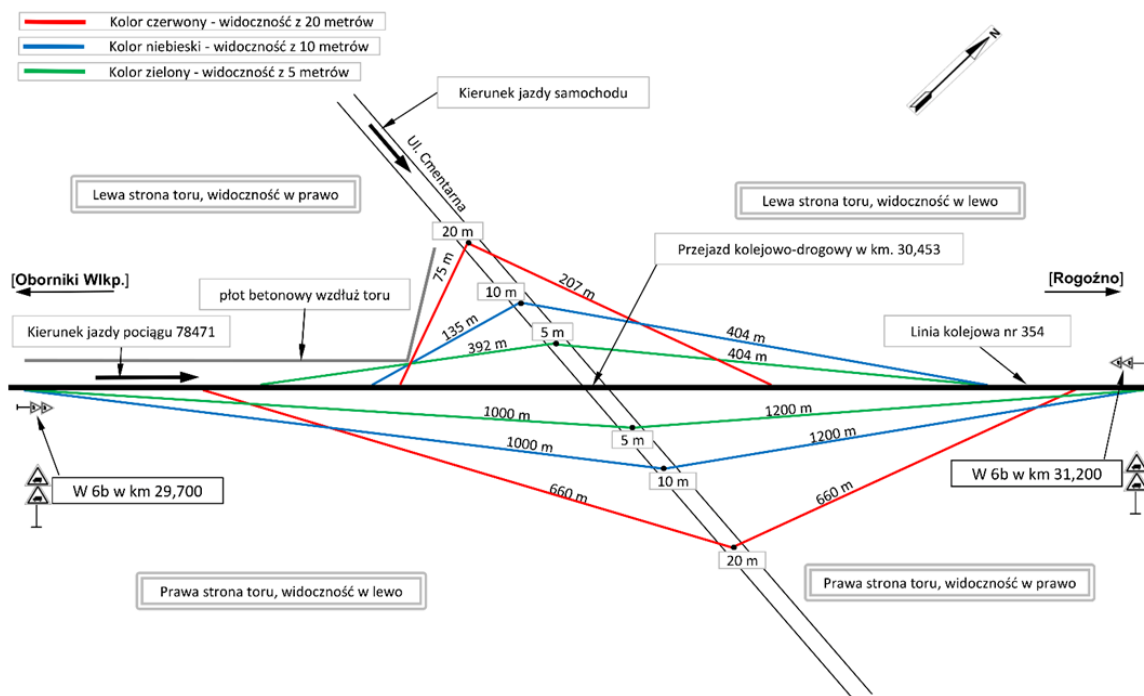 Kolor czerwony - widoczność z 20 metrów
Kolor niebieski - widoczność z 10 metrów
Kolor zielony - widoczność z 5 metrów
N
Kierunek jazdy samochodu
Ul. Cmentarna
Lewa strona toru, widoczność w prawo
Lewa strona toru, widoczność w lewo
20 m
Przejazd kolejowo-drogowy w km. 30,453
[Oborniki Wlkp.]
płot betonowy wzdłuż toru
75 m
207 m
[Rogoźno]
10 m
Kierunek jazdy pociągu 78471
135 m
5 m
404 m
Linia kolejowa nr 354
392 m
404 m
1000 m
1200 m
5 m
1000 m
1200 m
W 6b w km 29,700
10 m
W 6b w km 31,200
660 m
660 m
20 m
Prawa strona toru, widoczność w lewo
Prawa strona toru, widoczność w prawo